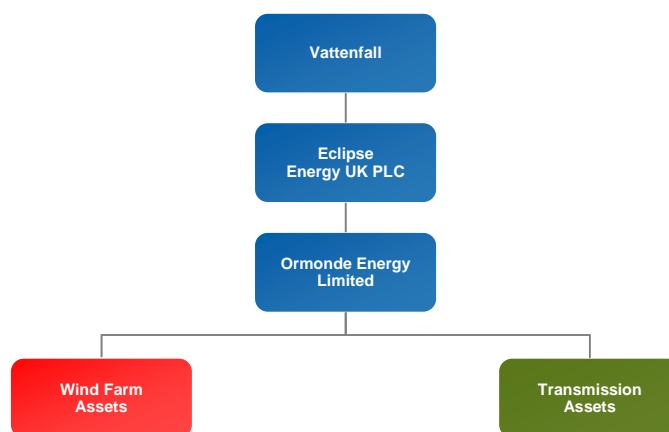 Vattenfall
Eclipse
Energy UK PLC
Ormonde Energy
Limited
Wind Farm
Assets
Transmission
Assets